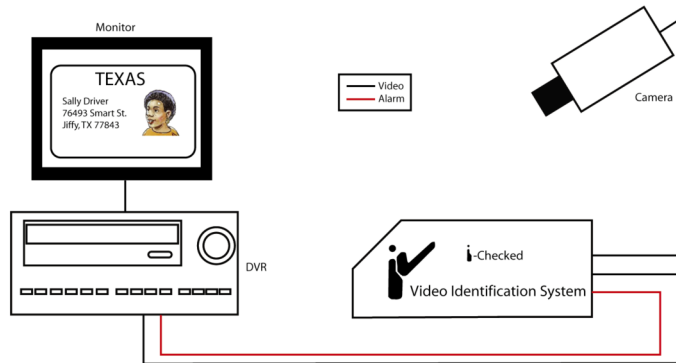 Monitor
TEXAS
Sally Driver
76493 Smart St.
Jiffy, TX 77843
Video
Alarm
Camera
DVR
i-Checked
Video Identification System